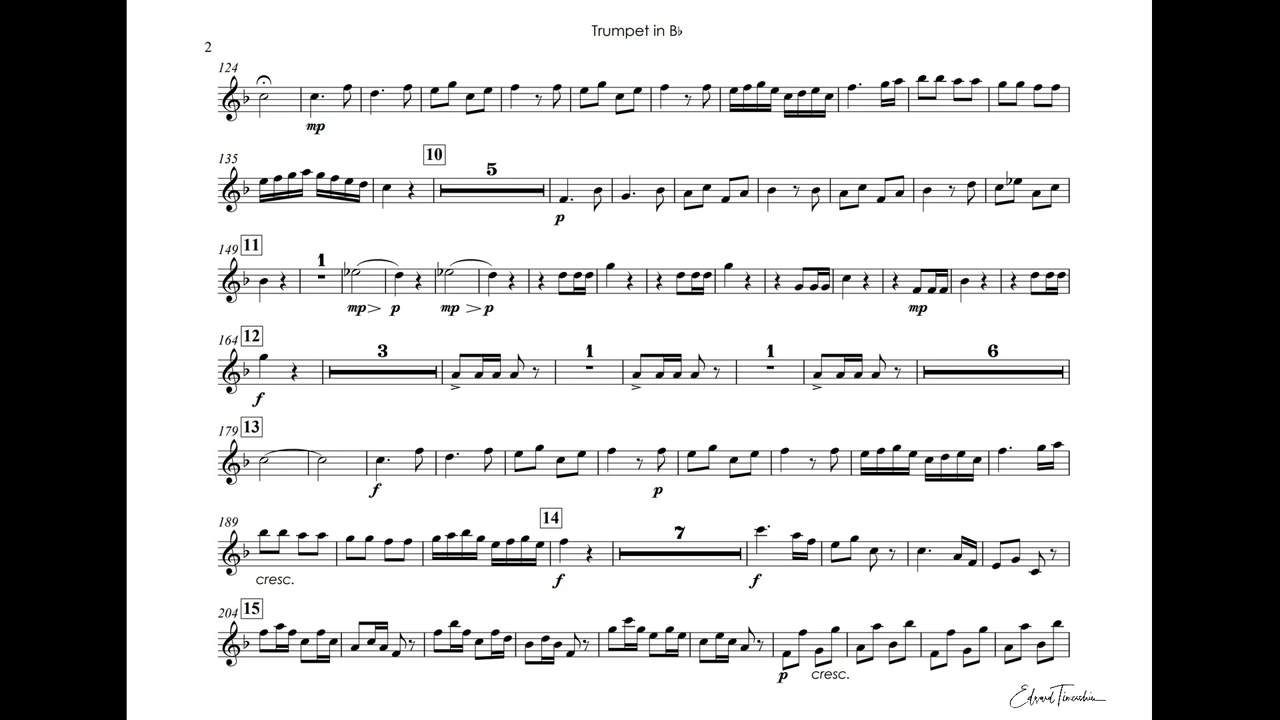 Trumpet in B♭
2
124
mp
135
10
5
p
149
11
1
mp p mp p mp
164
12
3 1 1 6
f
179
13
f p
189
14
7
cresc. f f
204
15
p cresc.